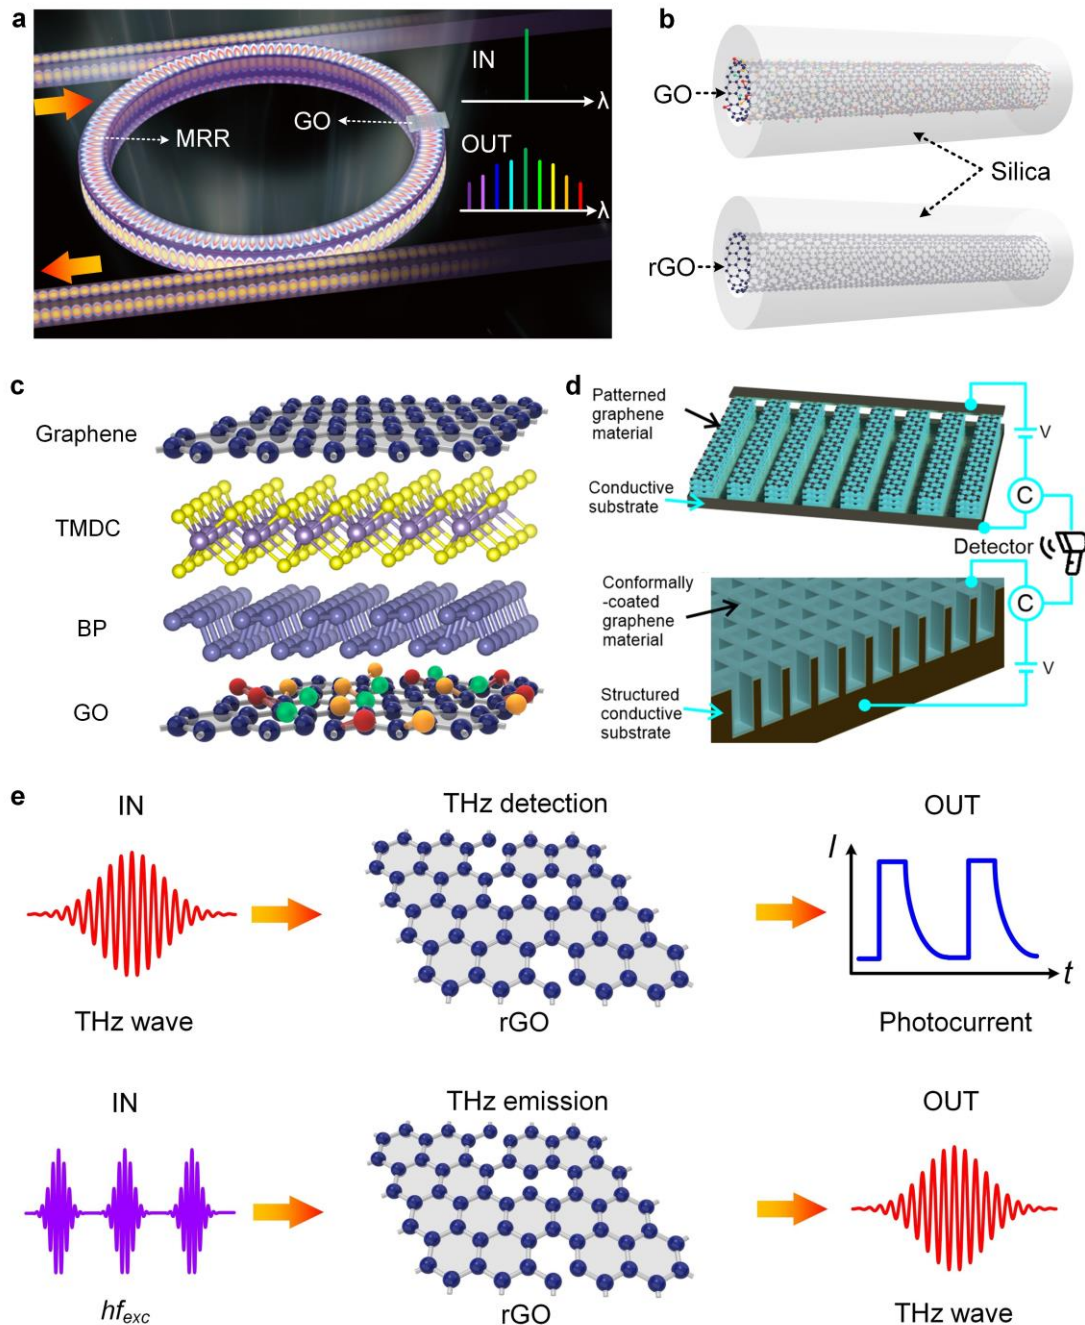 a
IN
λ
GO
MRR
OUT
λ
b
GO
Silica
rGO
c
Graphene
TMDC
BP
GO
d
Patterned
graphene
material
V
C
Conductive
substrate
Detector
Conformally
-coated
graphene
material
C
V
Structured
conductive
substrate
e
IN
THz detection
OUT
I
t
THz wave
rGO
Photocurrent
IN
THz emission
OUT
hfexc
rGO
THz wave